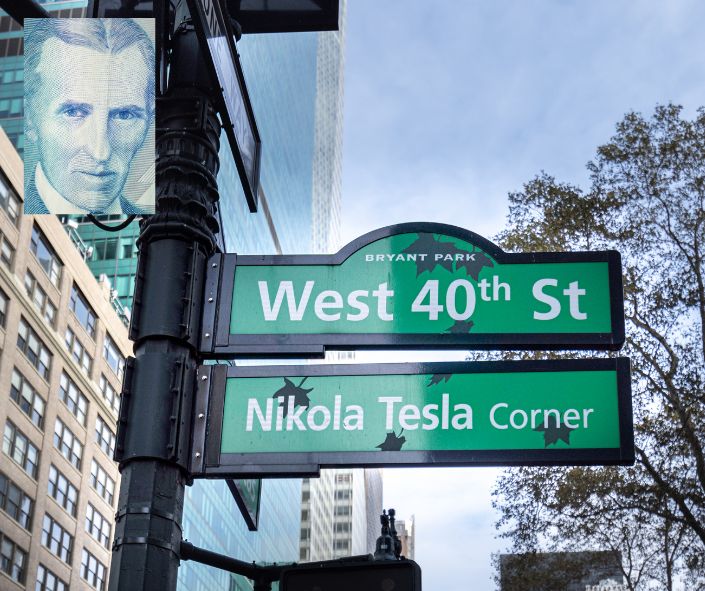 BRYANT PARK
West 40th St
Nikola Tesla Corner